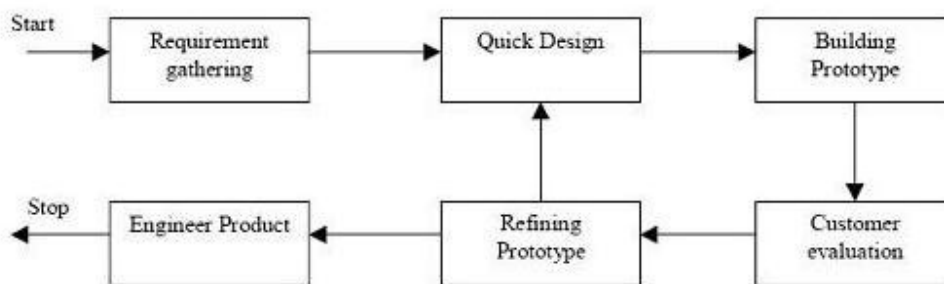 Start
Requirement
gathering
Quick Design
Building
Prototype
Stop
Engineer Product
Refining
Prototype
Customer
evaluation